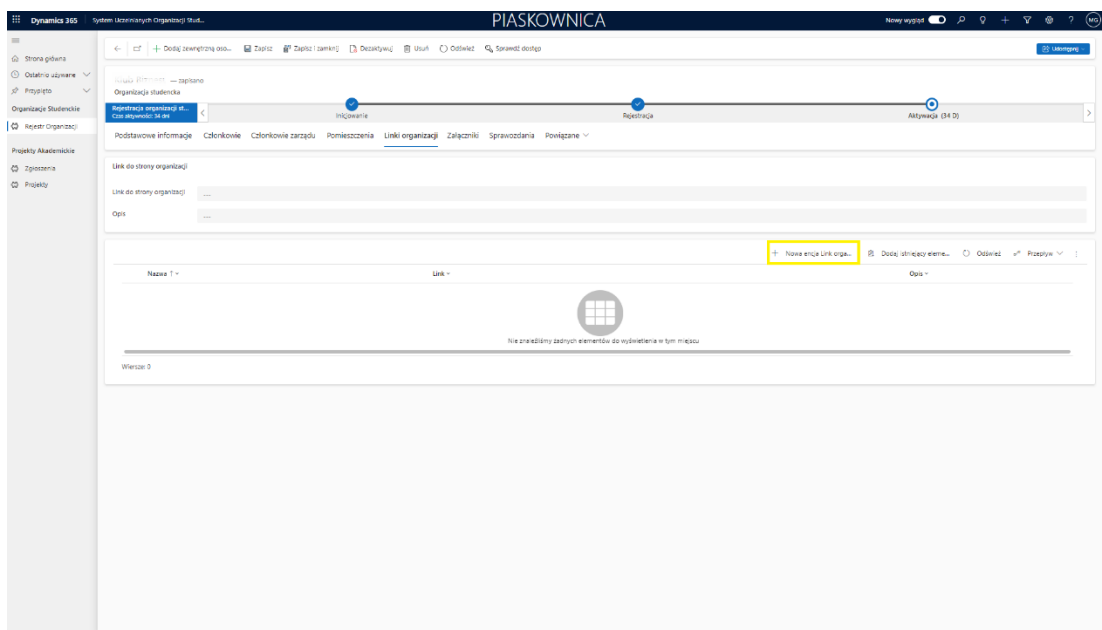 Dynamics 365 System Uczelnianych Organizacji Stud... PIASKOWNICA Nowy wygląd ? MG
Dodaj zewnętrzną oso... Zapisz Zapisz i zamknij Dezaktywuj Usuń Odśwież Sprawdź dostęp Udostępnij
Strona główna
Ostatnio używane
Przypięto
Organizacje Studenckie
Rejestr Organizacji
Projekty Akademickie
Zgłoszenia
Projekty
— zapisano
Organizacja studencka
Rejestracja organizacji st...
Czas aktywności: 34 dni
Inicjowanie Rejestracja Aktywacja (34 D)
Podstawowe informacje Członkowie Członkowie zarządu Pomieszczenia Linki organizacji Załączniki Sprawozdania Powiązane
Link do strony organizacji
Link do strony organizacji ---
Opis ---
Nowa encja Link orga... Dodaj istniejący eleme... Odśwież Przepływ
Nazwa ↑ Link Opis
Nie znaleźliśmy żadnych elementów do wyświetlenia w tym miejscu
Wiersze: 0